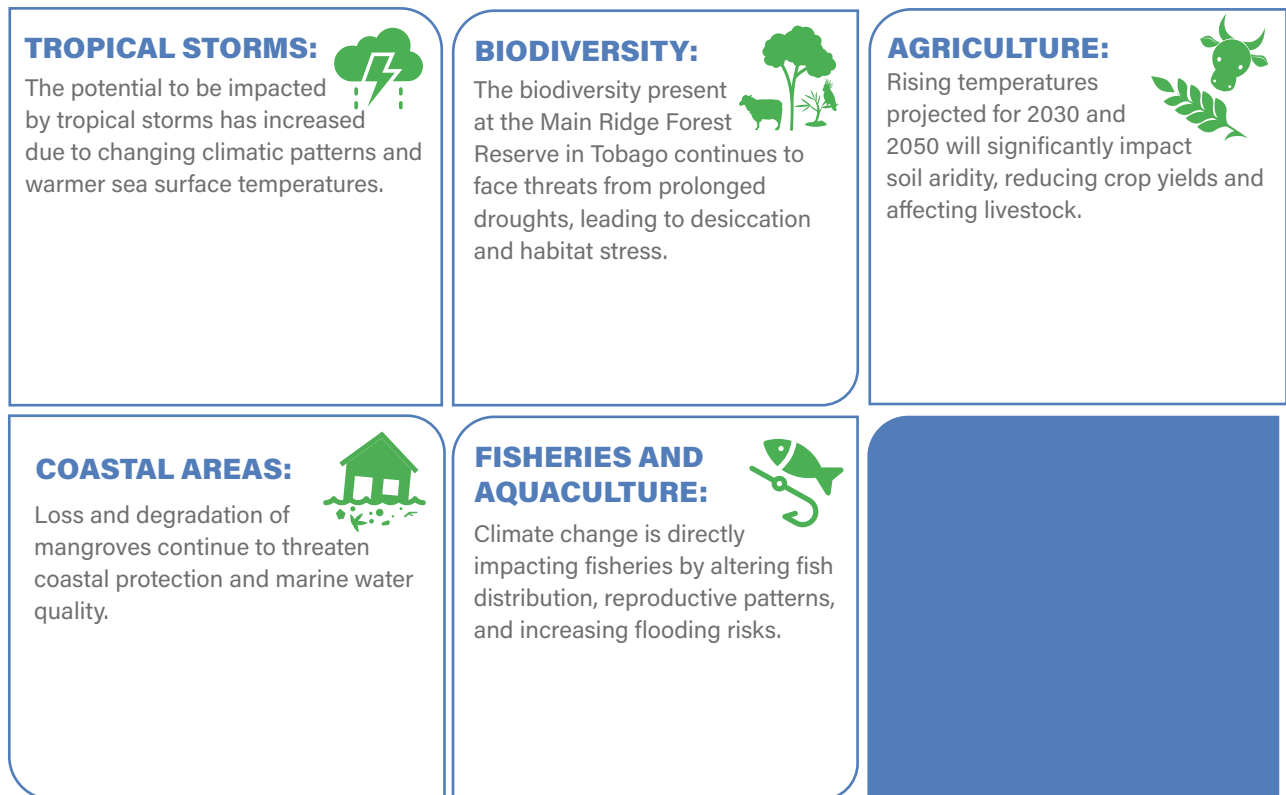 TROPICAL STORMS:
The potential to be impacted
by tropical storms has increased
due to changing climatic patterns and
warmer sea surface temperatures.
BIODIVERSITY:
The biodiversity present
at the Main Ridge Forest
Reserve in Tobago continues to
face threats from prolonged
droughts, leading to desiccation
and habitat stress.
AGRICULTURE:
Rising temperatures
projected for 2030 and
2050 will significantly impact
soil aridity, reducing crop yields and
affecting livestock.
COASTAL AREAS:
Loss and degradation of
mangroves continue to threaten
coastal protection and marine water
quality.
FISHERIES AND
AQUACULTURE:
Climate change is directly
impacting fisheries by altering fish
distribution, reproductive patterns,
and increasing flooding risks.